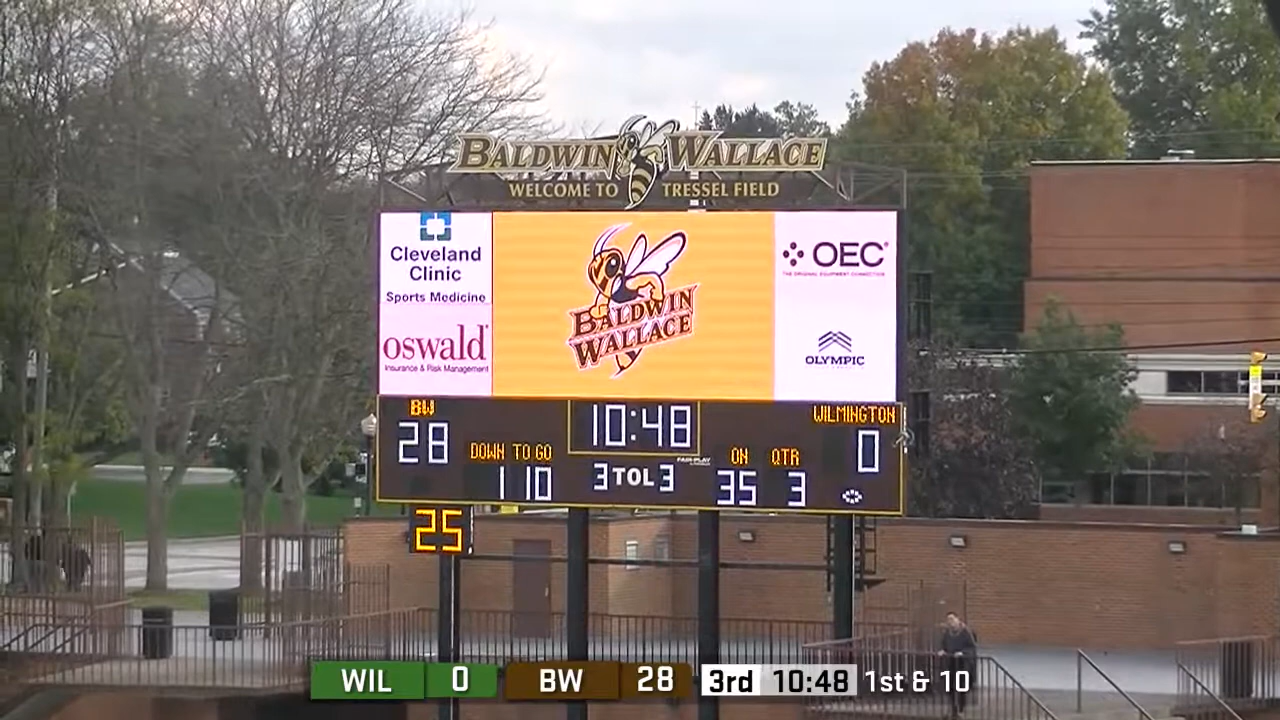 BALDWIN WALLACE
WELCOME TO TRESSEL FIELD
Cleveland
Clinic
Sports Medicine
oswald
Insurance & Risk Management
BALDWIN
WALLACE
OEC
THE ORIGINAL EQUIPMENT CONNECTION
OLYMPIC
BW
28
DOWN TO GO
1 10
10:48
3 TOL 3
FAIR-PLAY
ON QTR
35 3
WILMINGTON
0
25
WIL 0 BW 28 3rd 10:48 1st & 10